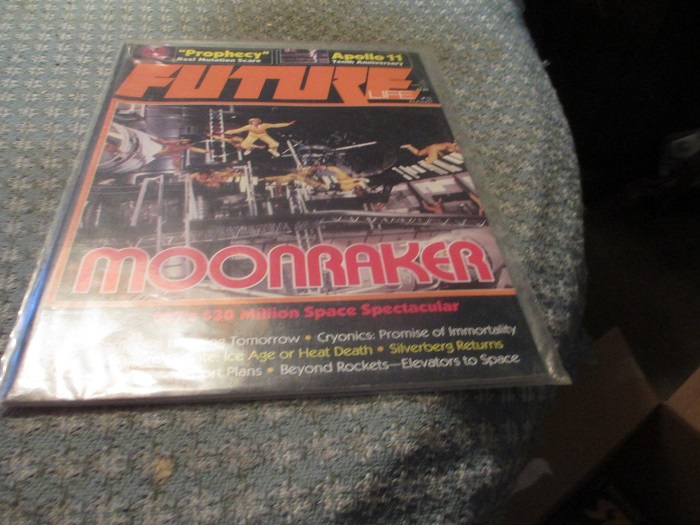 "Prophecy"
Real Mutation Scare
Apollo 11
Tenth Anniversary
FUTURE
LIFE
MOONRAKER
$30 Million Space Spectacular
Tomorrow • Cryonics: Promise of Immortality
Ice Age or Heat Death • Silverberg Returns
Plans • Beyond Rockets—Elevators to Space